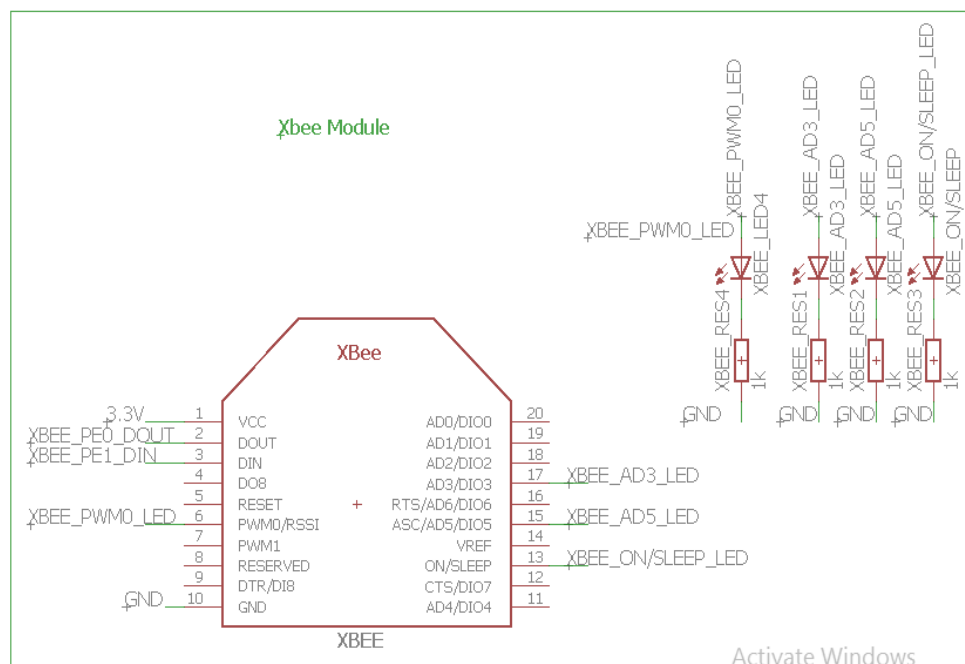 Xbee Module
XBEE_PWM0_LED
XBEE_PWM0_LED
XBEE_LED4
XBEE_RES4
1k
GND
XBEE_AD3_LED
XBEE_AD3_LED
XBEE_RES1
1k
GND
XBEE_AD5_LED
XBEE_AD5_LED
XBEE_RES2
1k
GND
XBEE_ON/SLEEP_LED
XBEE_ON/SLEEP
XBEE_RES3
1k
GND
XBee
3.3V 1 VCC
XBEE_PE0_DOUT 2 DOUT
XBEE_PE1_DIN 3 DIN
4 DO8
5 RESET
XBEE_PWM0_LED 6 PWM0/RSSI
7 PWM1
8 RESERVED
9 DTR/DI8
GND 10 GND
AD0/DIO0 20
AD1/DIO1 19
AD2/DIO2 18
AD3/DIO3 17 XBEE_AD3_LED
RTS/AD6/DIO6 16
ASC/AD5/DIO5 15 XBEE_AD5_LED
VREF 14
ON/SLEEP 13 XBEE_ON/SLEEP_LED
CTS/DIO7 12
AD4/DIO4 11
XBEE
Activate Windows